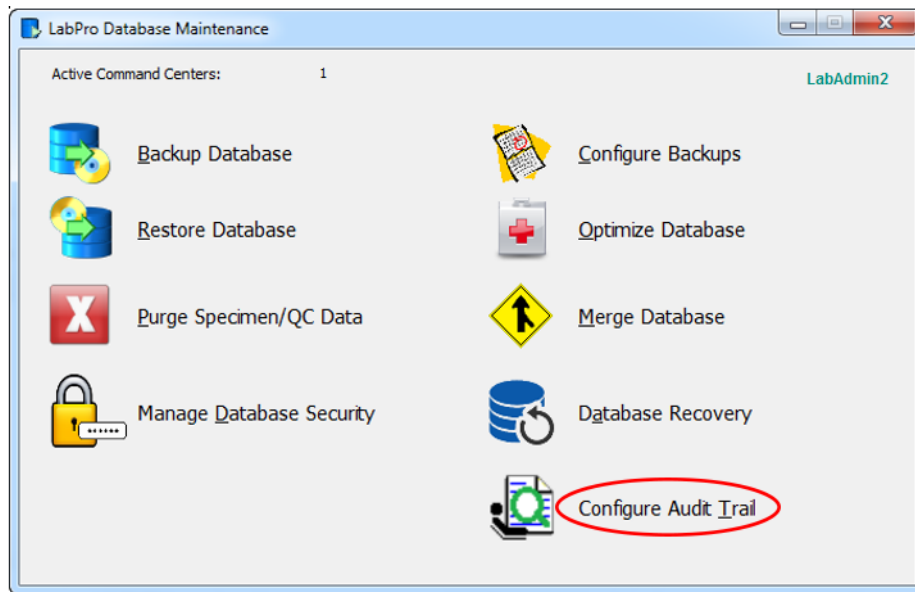 LabPro Database Maintenance
Active Command Centers: 1
LabAdmin2
Backup Database
Configure Backups
Restore Database
Optimize Database
Purge Specimen/QC Data
Merge Database
Manage Database Security
Database Recovery
Configure Audit Trail